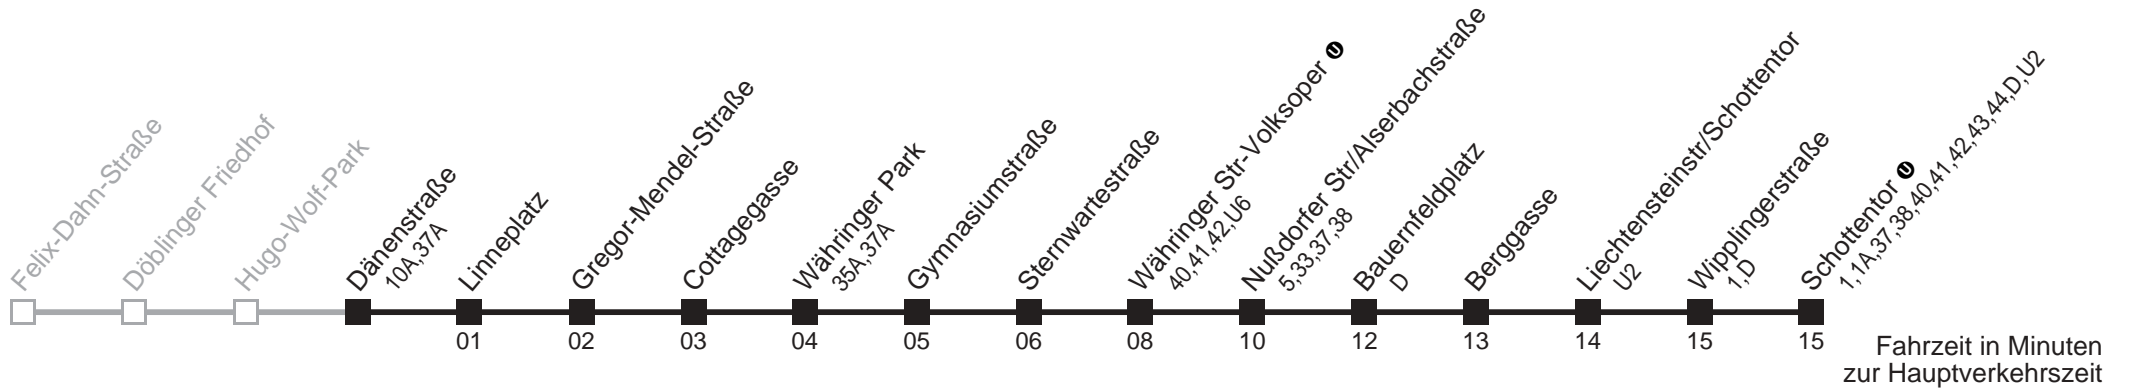 Felix-Dahn-Straße
Döblinger Friedhof
Hugo-Wolf-Park
Dänenstraße
10A,37A
Linneplatz
Gregor-Mendel-Straße
Cottagegasse
Währinger Park
35A,37A
Gymnasiumstraße
Sternwartestraße
Währinger Str-Volksoper U
40,41,42,U6
Nußdorfer Str/Alserbachstraße
5,33,37,38
Bauernfeldplatz
D
Berggasse
Liechtensteinstr/Schottentor
U2
Wipplingerstraße
1,D
Schottentor U
1,1A,37,38,40,41,42,43,44,D,U2
01 02 03 04 05 06 08 10 12 13 14 15 15
Fahrzeit in Minuten
zur Hauptverkehrszeit